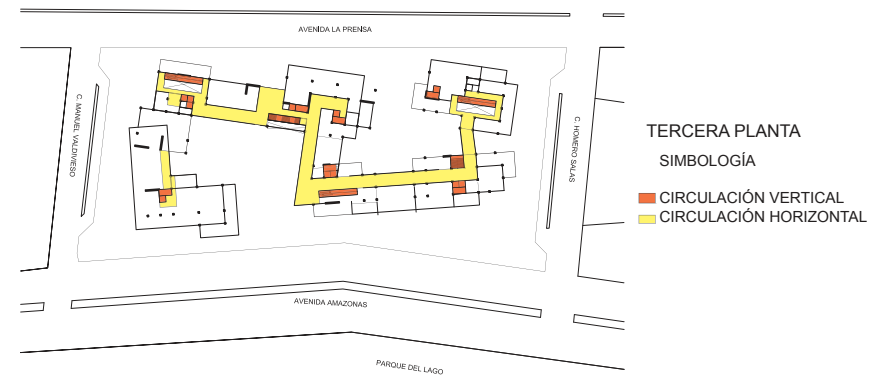 AVENIDA LA PRENSA
C. MANUEL VALDIVIESO
C. HOMERO SALAS
TERCERA PLANTA
SIMBOLOGÍA
CIRCULACIÓN VERTICAL
CIRCULACIÓN HORIZONTAL
AVENIDA AMAZONAS
PARQUE DEL LAGO